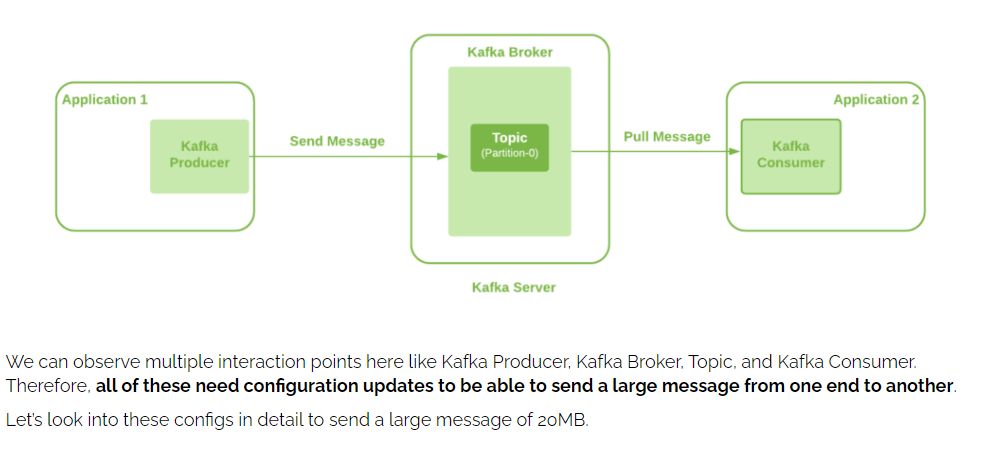 Kafka Broker
Application 1
Application 2
Topic
(Partition-0)
Send Message
Pull Message
Kafka
Producer
Kafka
Consumer
Kafka Server
We can observe multiple interaction points here like Kafka Producer, Kafka Broker, Topic, and Kafka Consumer.
Therefore, all of these need configuration updates to be able to send a large message from one end to another.
Let's look into these configs in detail to send a large message of 20MB.